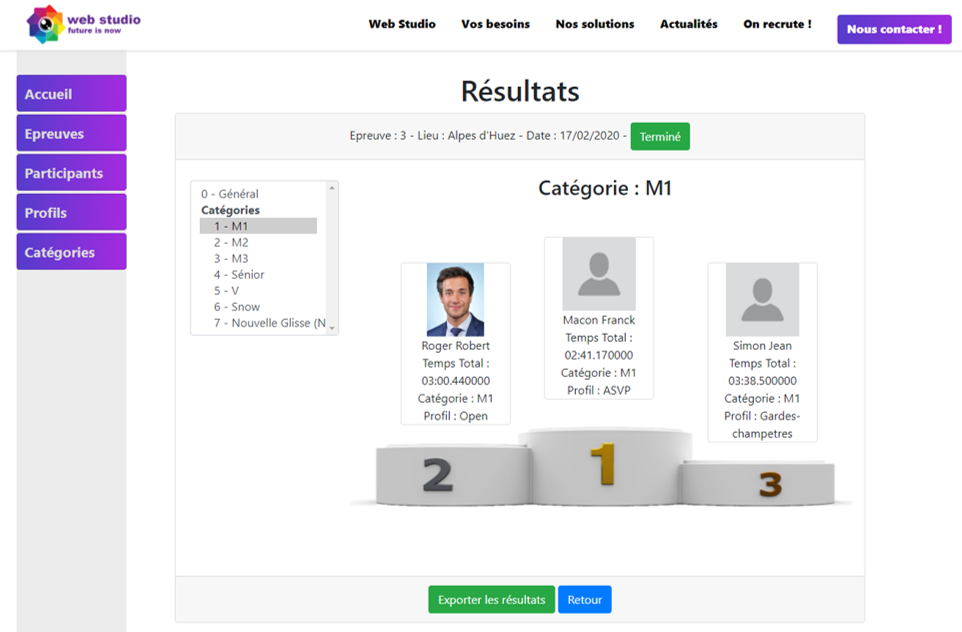 web studio
future is now
Web Studio
Vos besoins
Nos solutions
Actualités
On recrute !
Nous contacter !
Accueil
Epreuves
Participants
Profils
Catégories
Résultats
Epreuve : 3 - Lieu : Alpes d'Huez - Date : 17/02/2020 - Terminé
0 - Général
Catégories
1 - M1
2 - M2
3 - M3
4 - Sénior
5 - V
6 - Snow
7 - Nouvelle Glisse (N
Catégorie : M1
Roger Robert
Temps Total :
03:00.440000
Catégorie : M1
Profil : Open
Macon Franck
Temps Total :
02:41.170000
Catégorie : M1
Profil : ASVP
Simon Jean
Temps Total :
03:38.500000
Catégorie : M1
Profil : Gardes-
champetres
2
1
3
Exporter les résultats
Retour